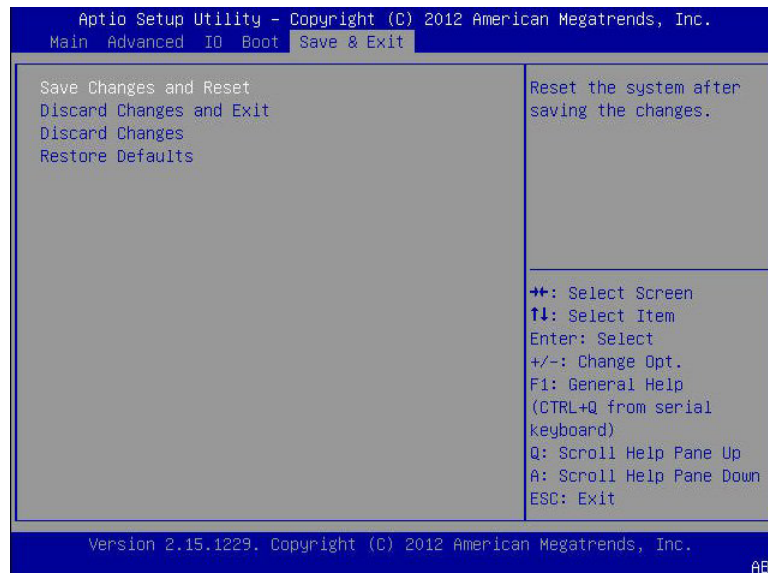 Aptio Setup Utility – Copyright (C) 2012 American Megatrends, Inc.
Main Advanced IO Boot Save & Exit
Save Changes and Reset
Discard Changes and Exit
Discard Changes
Restore Defaults
Reset the system after
saving the changes.
→←: Select Screen
↑↓: Select Item
Enter: Select
+/-: Change Opt.
F1: General Help
(CTRL+Q from serial
keyboard)
Q: Scroll Help Pane Up
A: Scroll Help Pane Down
ESC: Exit
Version 2.15.1229. Copyright (C) 2012 American Megatrends, Inc.
AB